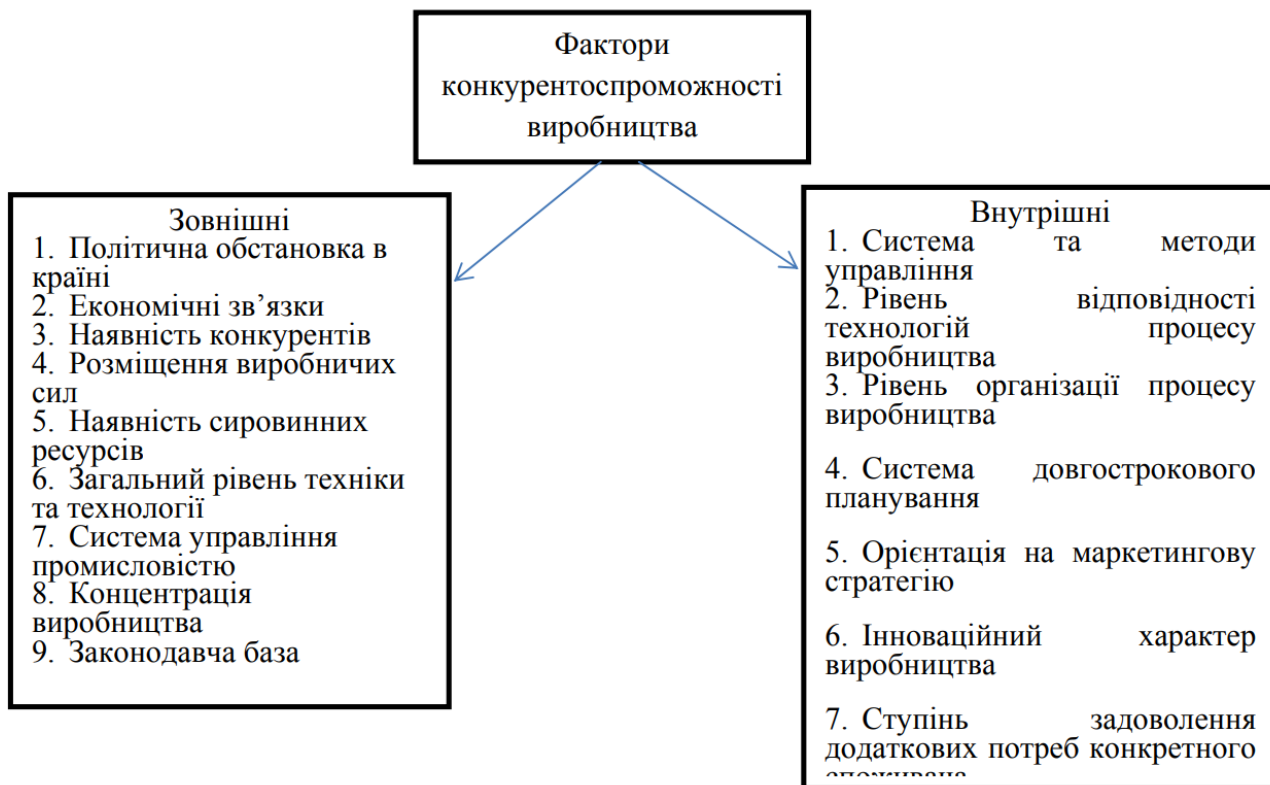 Фактори
конкурентоспроможності
виробництва
Зовнішні
1. Політична обстановка в
країні
2. Економічні зв’язки
3. Наявність конкурентів
4. Розміщення виробничих
сил
5. Наявність сировинних
ресурсів
6. Загальний рівень техніки
та технології
7. Система управління
промисловістю
8. Концентрація
виробництва
9. Законодавча база
Внутрішні
1. Система та методи
управління
2. Рівень відповідності
технологій процесу
виробництва
3. Рівень організації процесу
виробництва
4. Система довгострокового
планування
5. Орієнтація на маркетингову
стратегію
6. Інноваційний характер
виробництва
7. Ступінь задоволення
додаткових потреб конкретного
споживача